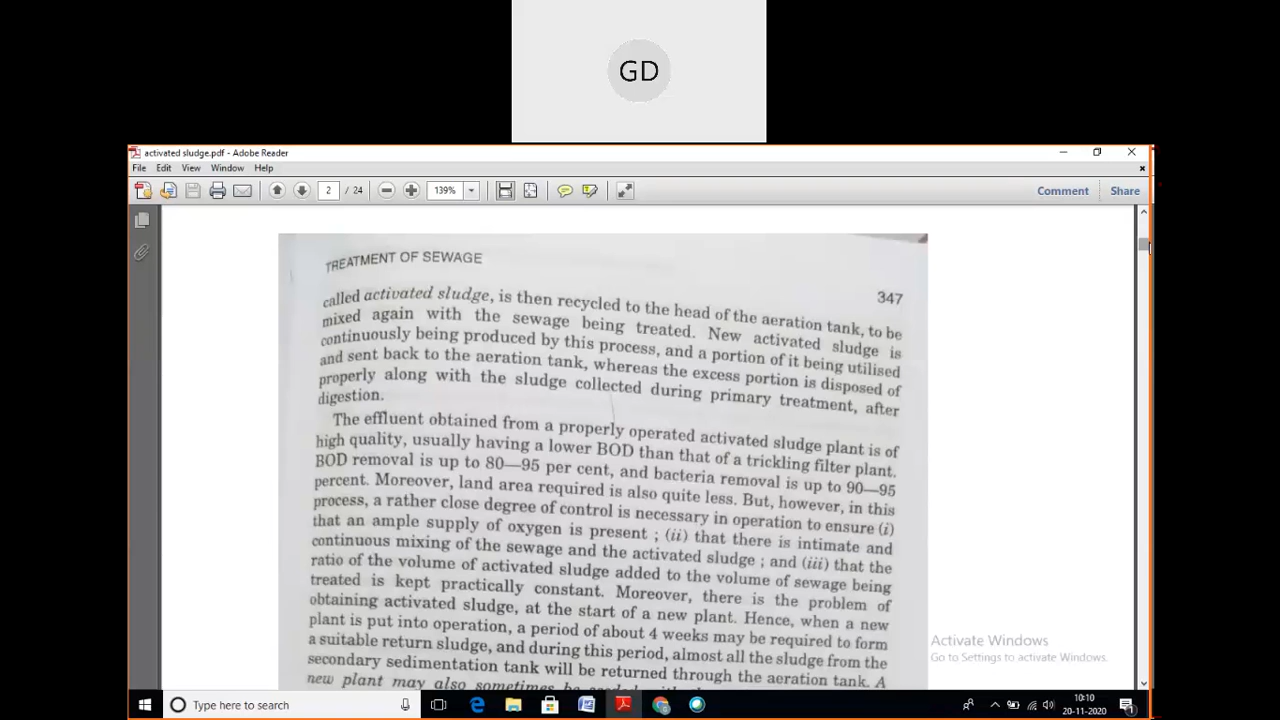 GD
activated sludge.pdf - Adobe Reader
File Edit View Window Help
2 / 24
139%
Comment
Share
TREATMENT OF SEWAGE
347
called activated sludge, is then recycled to the head of the aeration tank, to be
mixed again with the sewage being treated. New activated sludge is
continuously being produced by this process, and a portion of it being utilised
and sent back to the aeration tank, whereas the excess portion is disposed of
properly along with the sludge collected during primary treatment, after
digestion.
The effluent obtained from a properly operated activated sludge plant is of
high quality, usually having a lower BOD than that of a trickling filter plant.
BOD removal is up to 80—95 per cent, and bacteria removal is up to 90—95
percent. Moreover, land area required is also quite less. But, however, in this
process, a rather close degree of control is necessary in operation to ensure (i)
that an ample supply of oxygen is present ; (ii) that there is intimate and
continuous mixing of the sewage and the activated sludge ; and (iii) that the
ratio of the volume of activated sludge added to the volume of sewage being
treated is kept practically constant. Moreover, there is the problem of
obtaining activated sludge, at the start of a new plant. Hence, when a new
plant is put into operation, a period of about 4 weeks may be required to form
a suitable return sludge, and during this period, almost all the sludge from the
secondary sedimentation tank will be returned through the aeration tank. A
new plant may also sometimes be
Activate Windows
Go to Settings to activate Windows.
Type here to search
10:10
20-11-2020